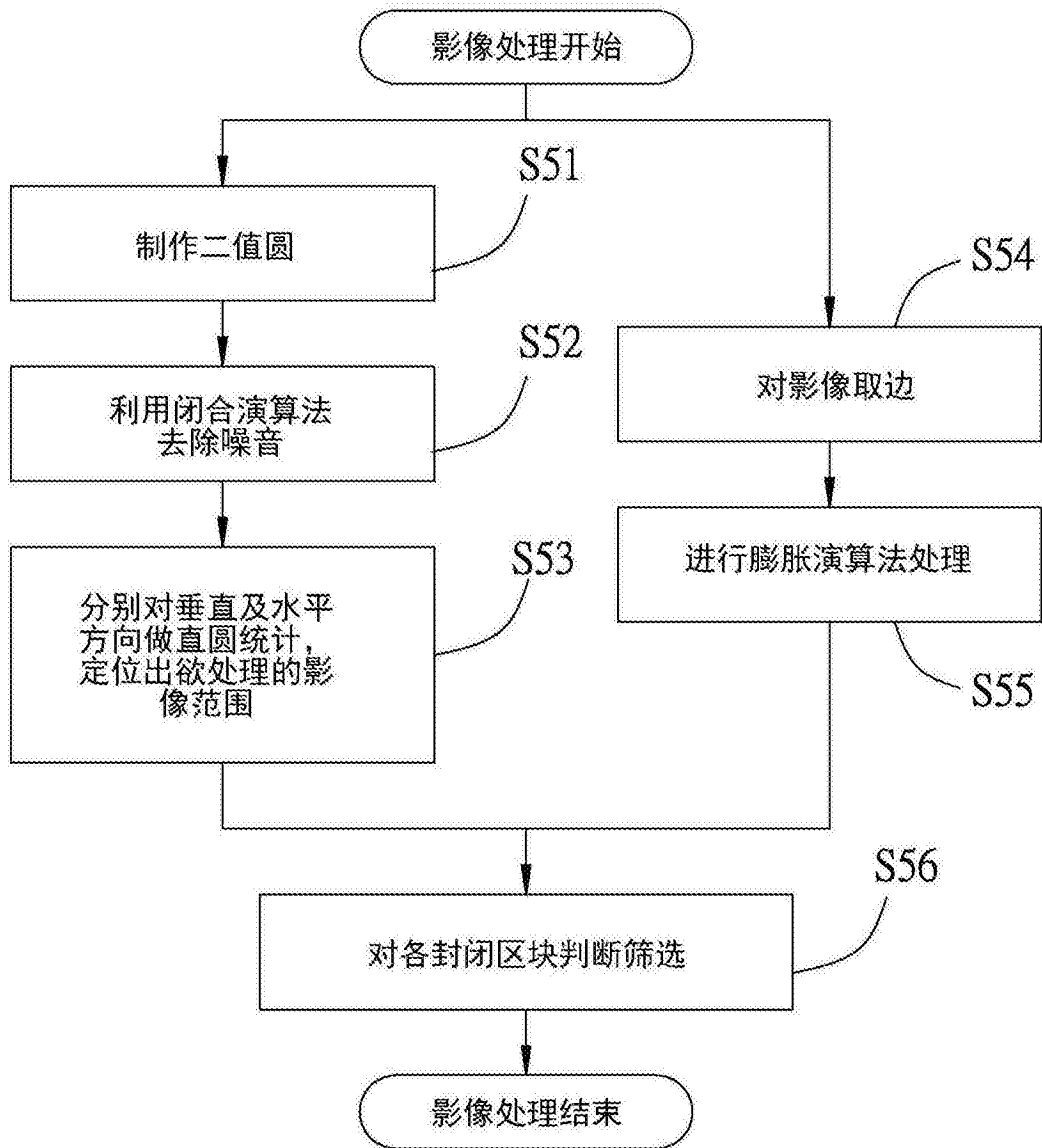 影像处理开始
S51
制作二值圆
S52
利用闭合演算法
去除噪音
S53
分别对垂直及水平
方向做直圆统计，
定位出欲处理的影
像范围
S54
对影像取边
进行膨胀演算法处理
S55
S56
对各封闭区块判断筛选
影像处理结束